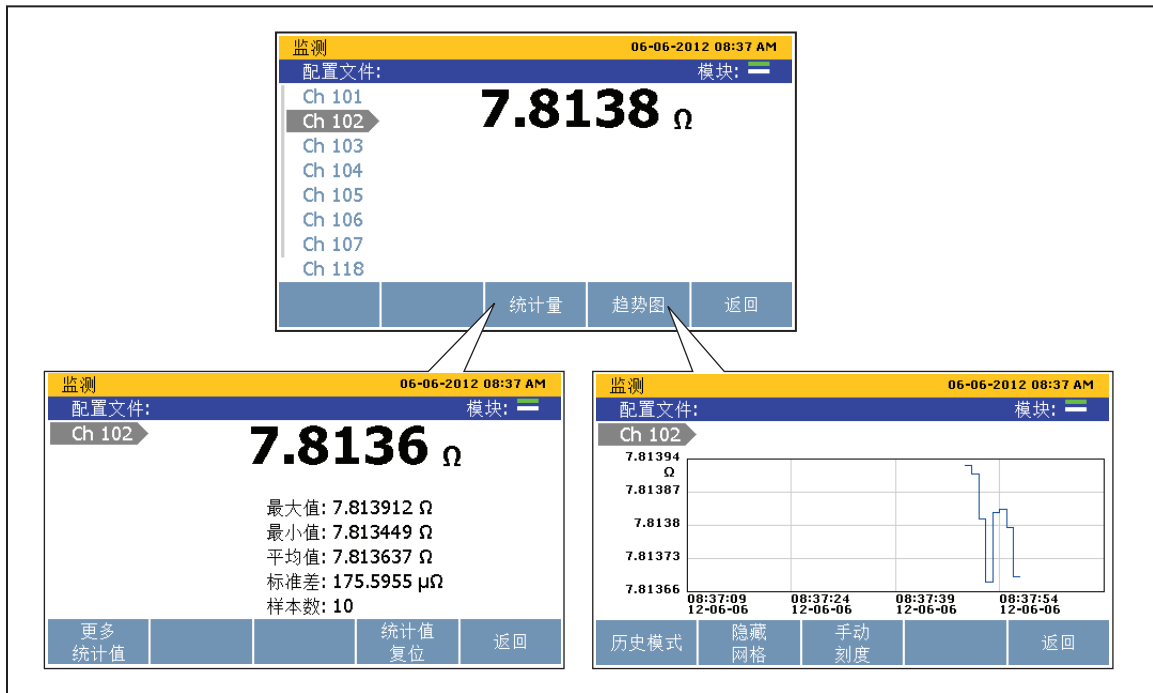 监测 06-06-2012 08:37 AM
配置文件: 模块:
Ch 101
7.8138 Ω
Ch 102
Ch 103
Ch 104
Ch 105
Ch 106
Ch 107
Ch 118
统计量 趋势图 返回
监测 06-06-2012 08:37 AM
配置文件: 模块:
Ch 102
7.8136 Ω
最大值: 7.813912 Ω
最小值: 7.813449 Ω
平均值: 7.813637 Ω
标准差: 175.5955 µΩ
样本数: 10
更多
统计值
统计值
复位
返回
监测 06-06-2012 08:37 AM
配置文件: 模块:
Ch 102
7.81394
Ω
7.81387
7.8138
7.81373
7.81366
08:37:09 08:37:24 08:37:39 08:37:54
12-06-06 12-06-06 12-06-06 12-06-06
历史模式
隐藏
网格
手动
刻度
返回